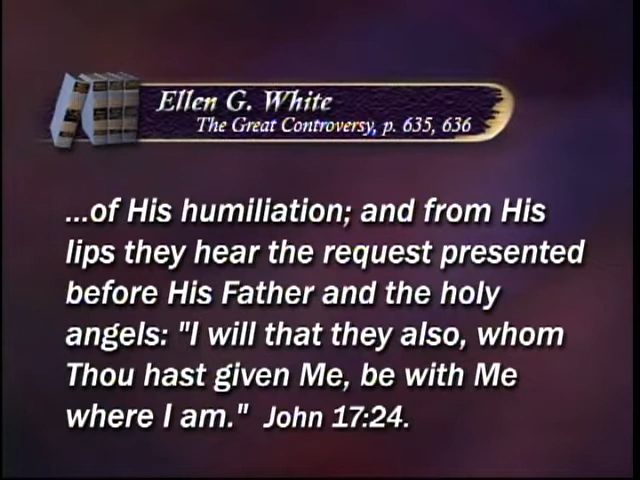 Ellen G. White
The Great Controversy, p. 635, 636
...of His humiliation; and from His
lips they hear the request presented
before His Father and the holy
angels: "I will that they also, whom
Thou hast given Me, be with Me
where I am." John 17:24.